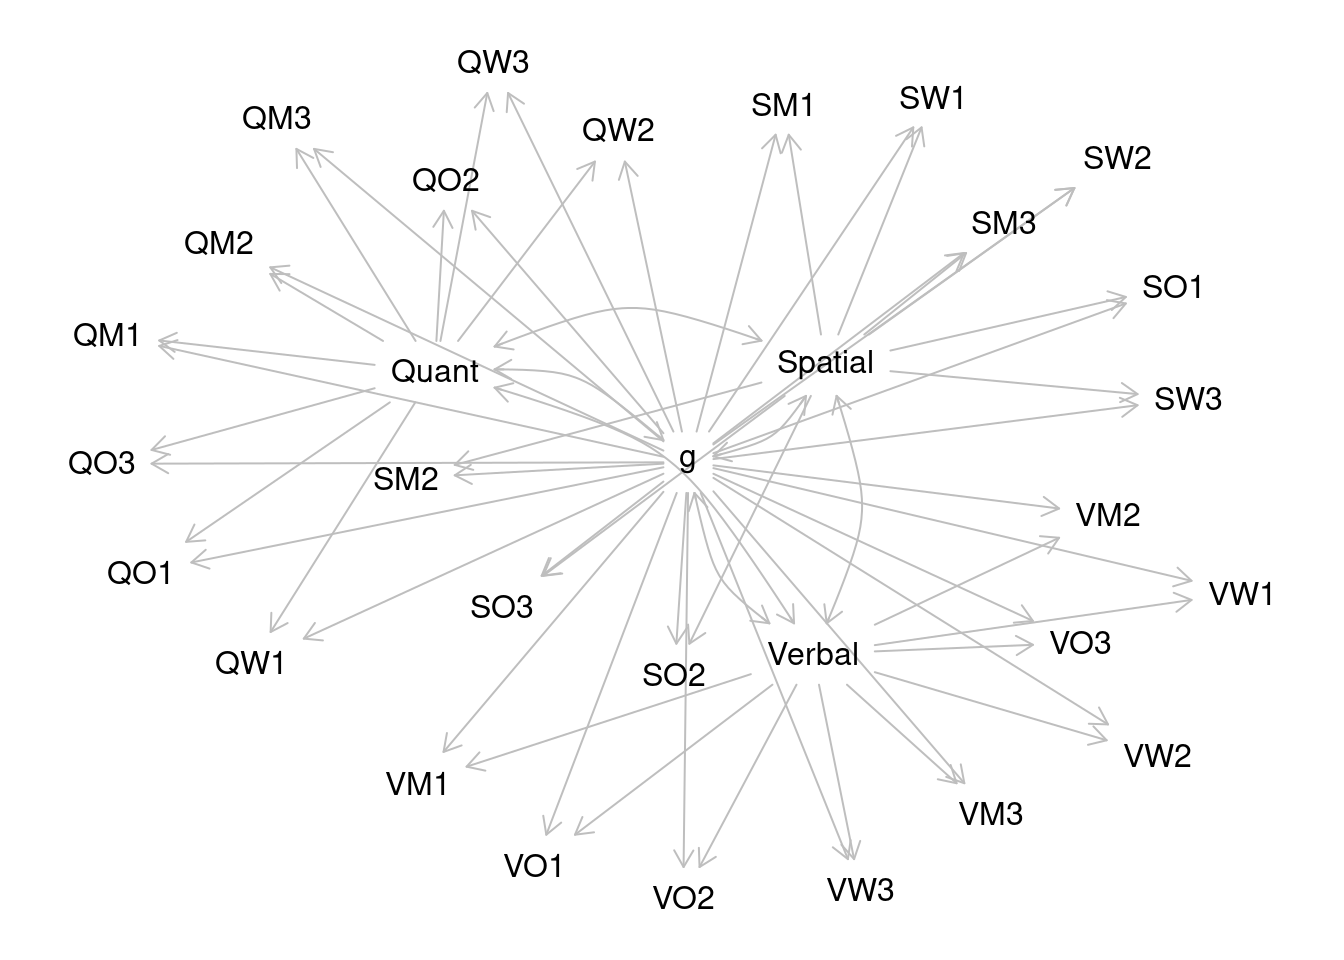 QW3
SW1
SM1
QM3
QW2
SW2
QO2
SM3
QM2
SO1
QM1
Spatial
Quant
SW3
g
QO3
SM2
VM2
QO1
VW1
SO3
VO3
Verbal
QW1
SO2
VW2
VM1
VM3
VO1
VW3
VO2